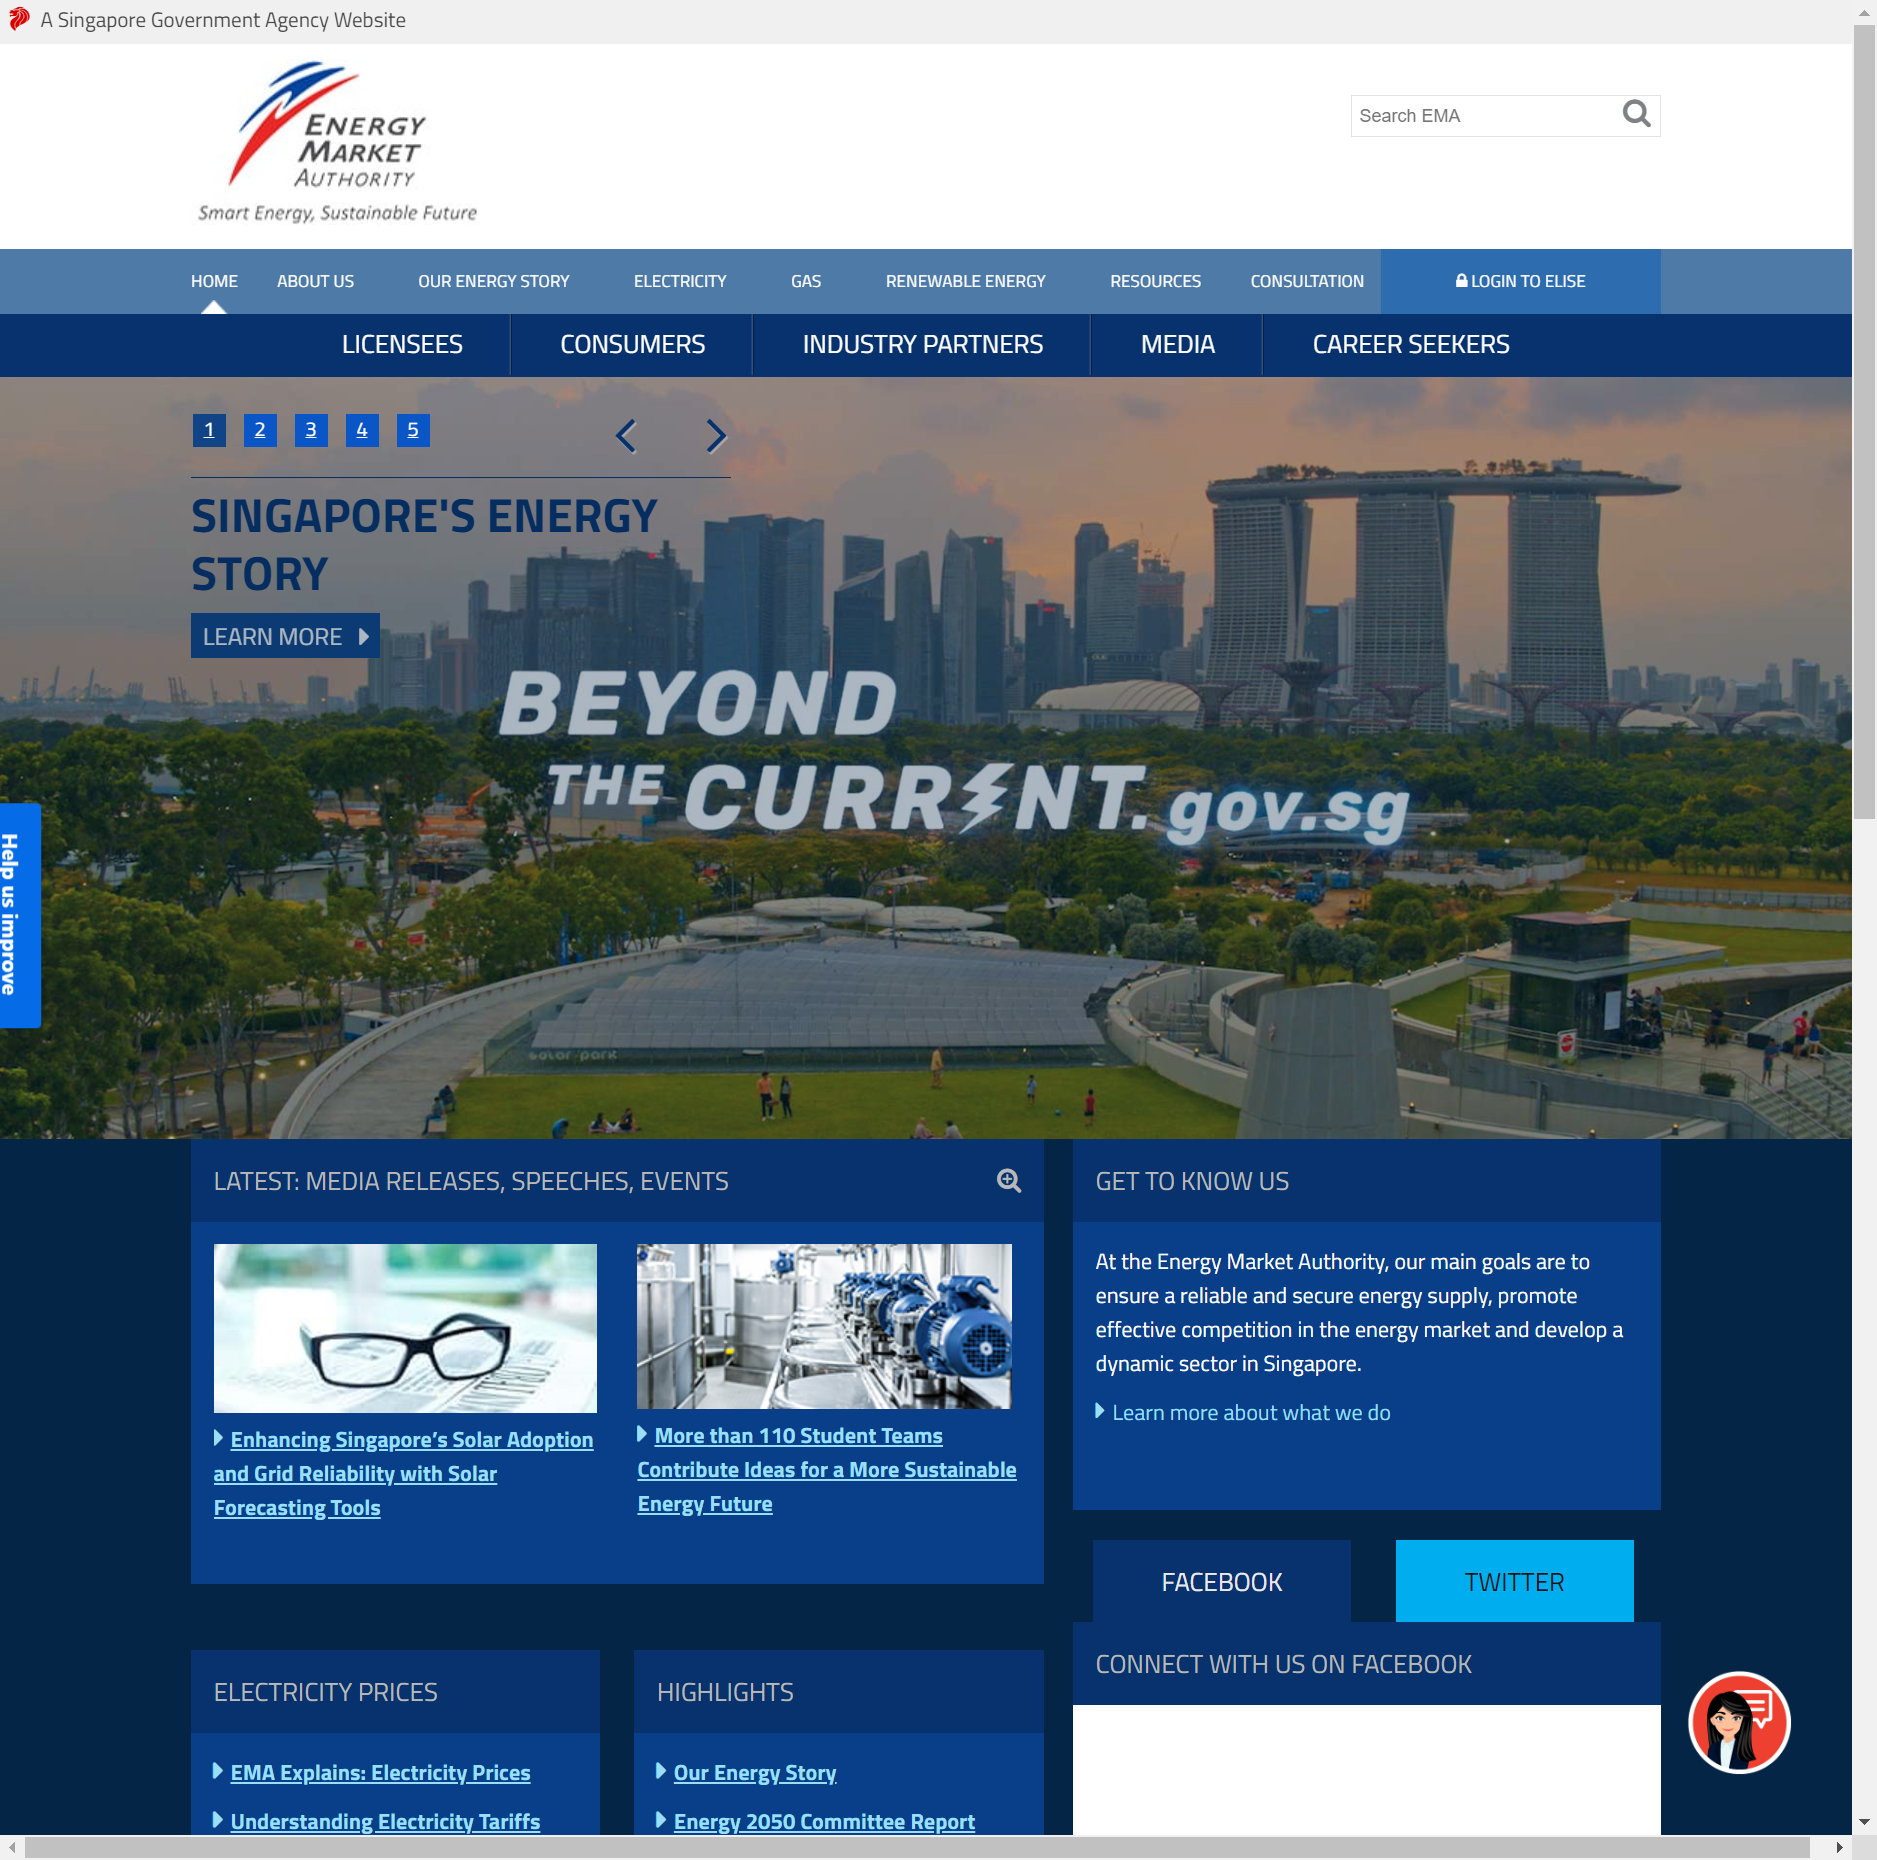 A Singapore Government Agency Website
ENERGY
MARKET
AUTHORITY
Smart Energy, Sustainable Future
Search EMA
HOME ABOUT US OUR ENERGY STORY ELECTRICITY GAS RENEWABLE ENERGY RESOURCES CONSULTATION LOGIN TO ELISE
LICENSEES CONSUMERS INDUSTRY PARTNERS MEDIA CAREER SEEKERS
1 2 3 4 5
SINGAPORE'S ENERGY
STORY
LEARN MORE
BEYOND
THE CURRENT.gov.sg
Help us improve
solar park
LATEST: MEDIA RELEASES, SPEECHES, EVENTS
Enhancing Singapore’s Solar Adoption
and Grid Reliability with Solar
Forecasting Tools
More than 110 Student Teams
Contribute Ideas for a More Sustainable
Energy Future
GET TO KNOW US
At the Energy Market Authority, our main goals are to
ensure a reliable and secure energy supply, promote
effective competition in the energy market and develop a
dynamic sector in Singapore.
Learn more about what we do
FACEBOOK TWITTER
CONNECT WITH US ON FACEBOOK
ELECTRICITY PRICES
EMA Explains: Electricity Prices
Understanding Electricity Tariffs
HIGHLIGHTS
Our Energy Story
Energy 2050 Committee Report